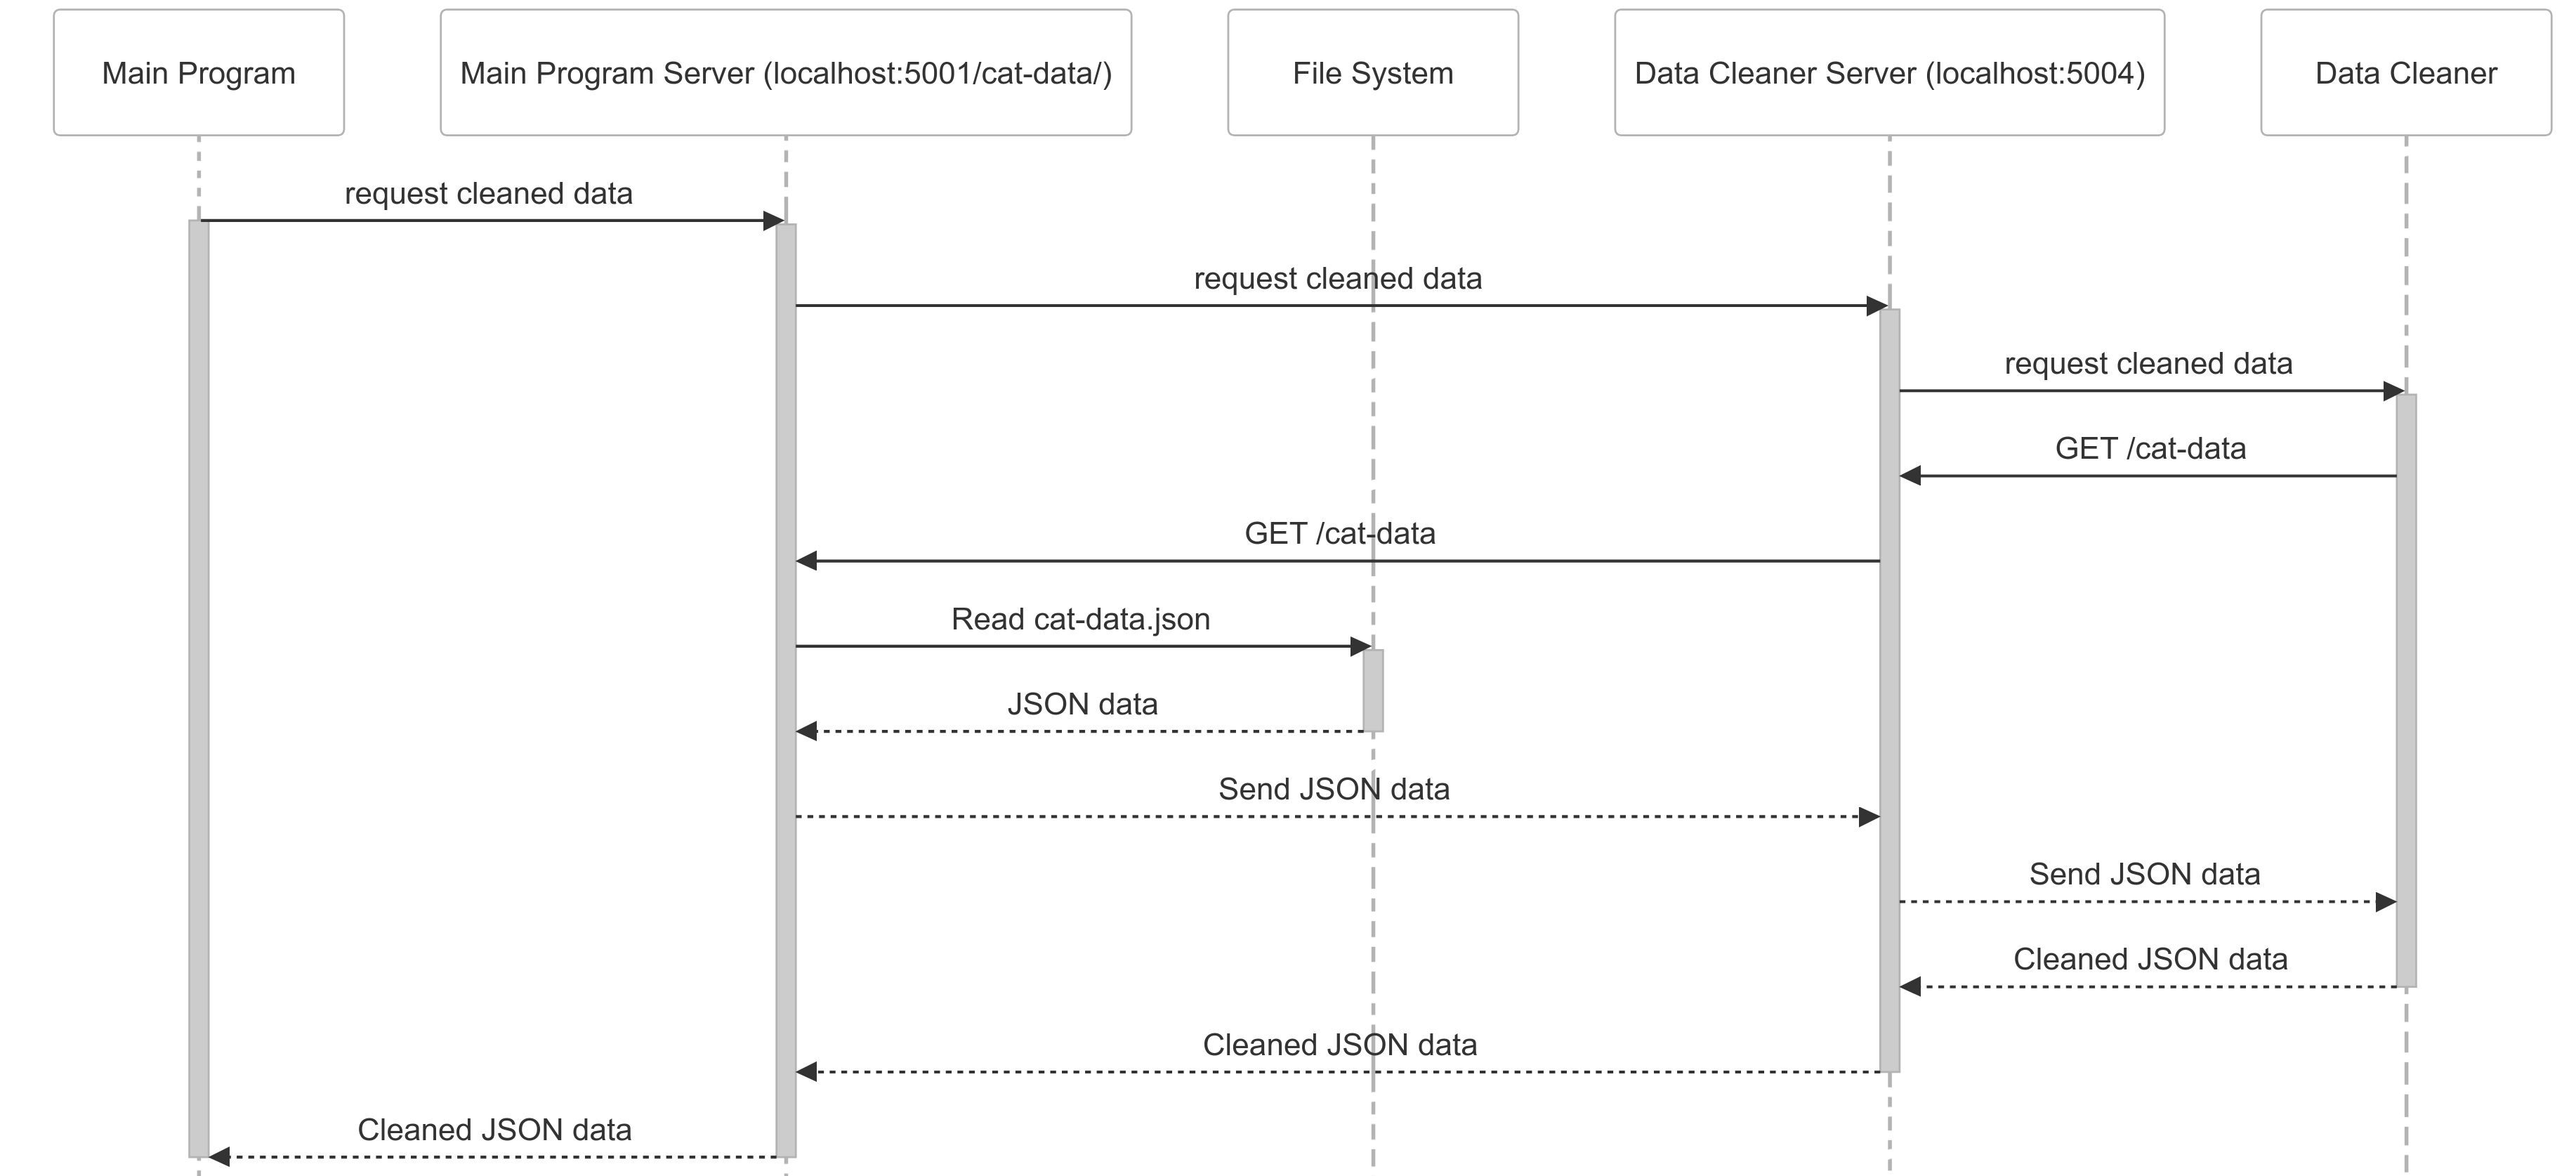 Main Program
Main Program Server (localhost:5001/cat-data/)
File System
Data Cleaner Server (localhost:5004)
Data Cleaner
request cleaned data
request cleaned data
request cleaned data
GET /cat-data
GET /cat-data
Read cat-data.json
JSON data
Send JSON data
Send JSON data
Cleaned JSON data
Cleaned JSON data
Cleaned JSON data